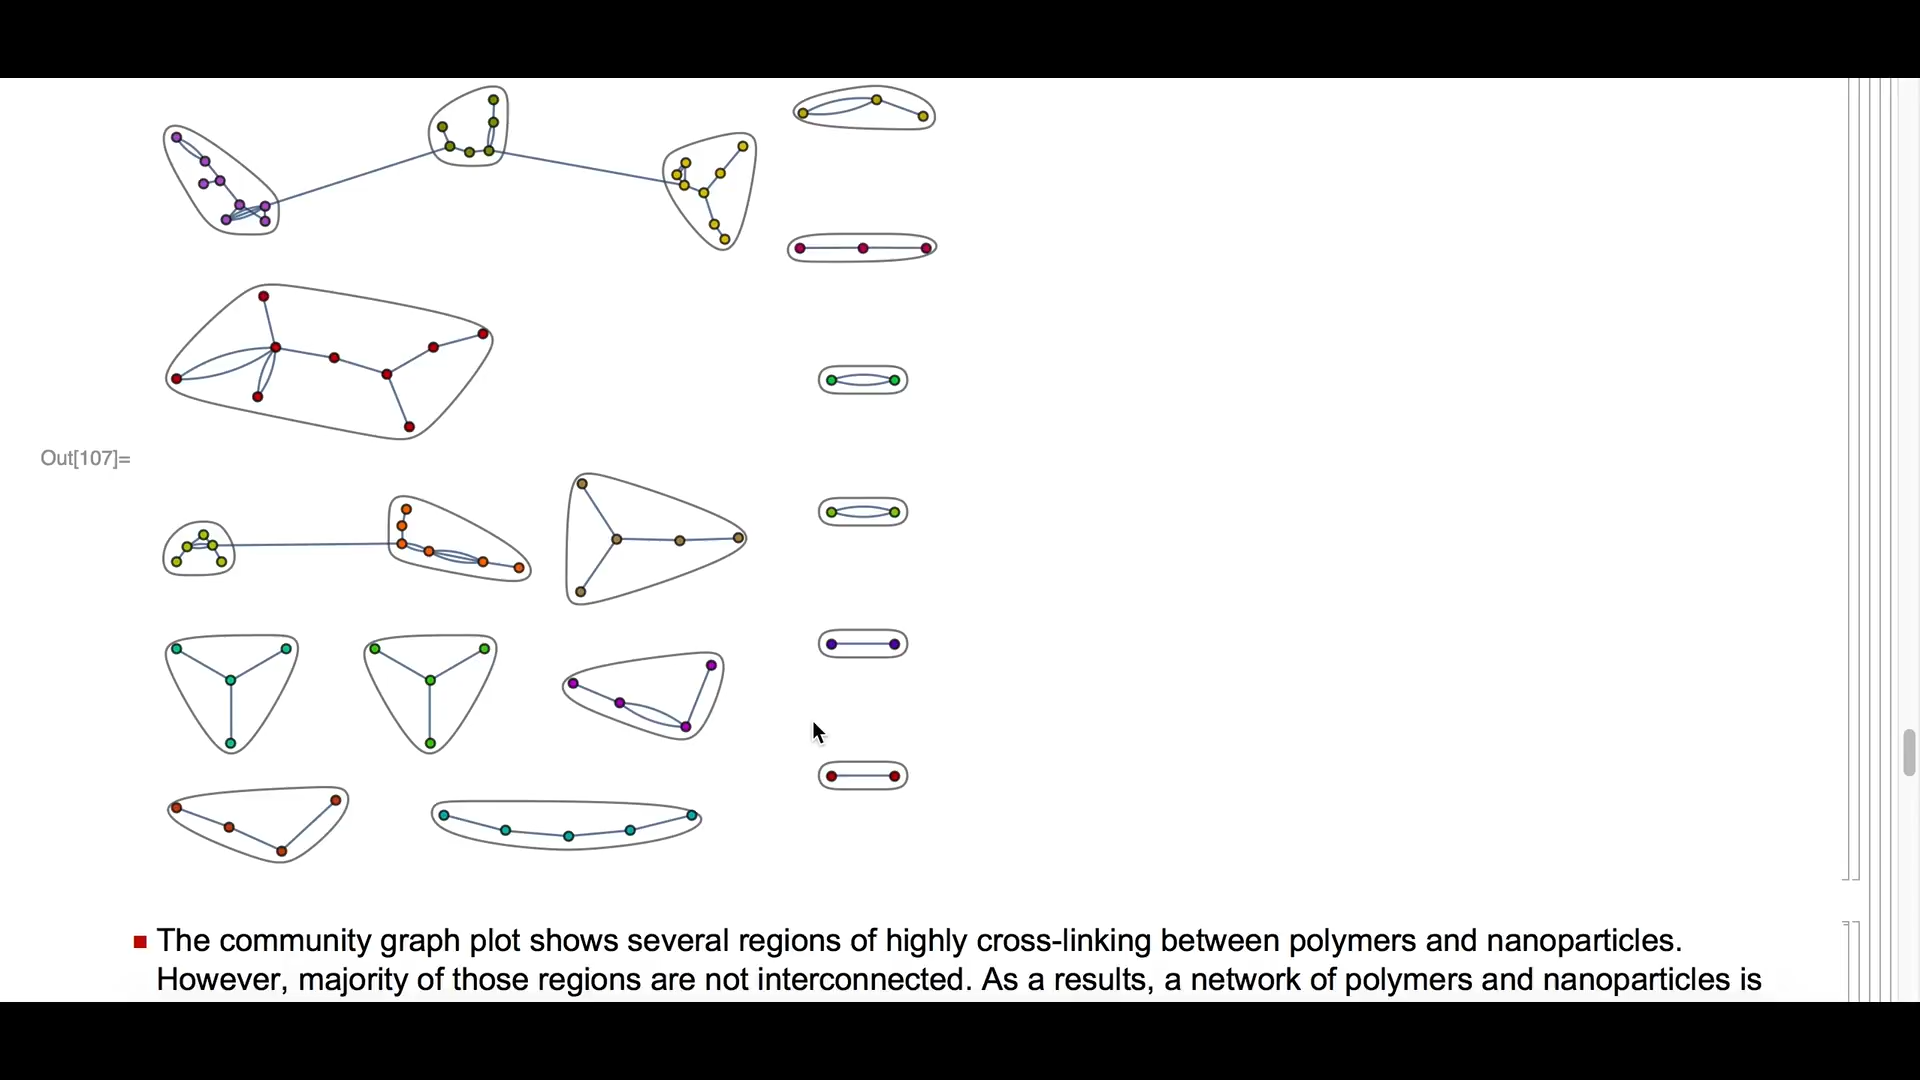 Out[107]=
The community graph plot shows several regions of highly cross-linking between polymers and nanoparticles.
However, majority of those regions are not interconnected. As a results, a network of polymers and nanoparticles is